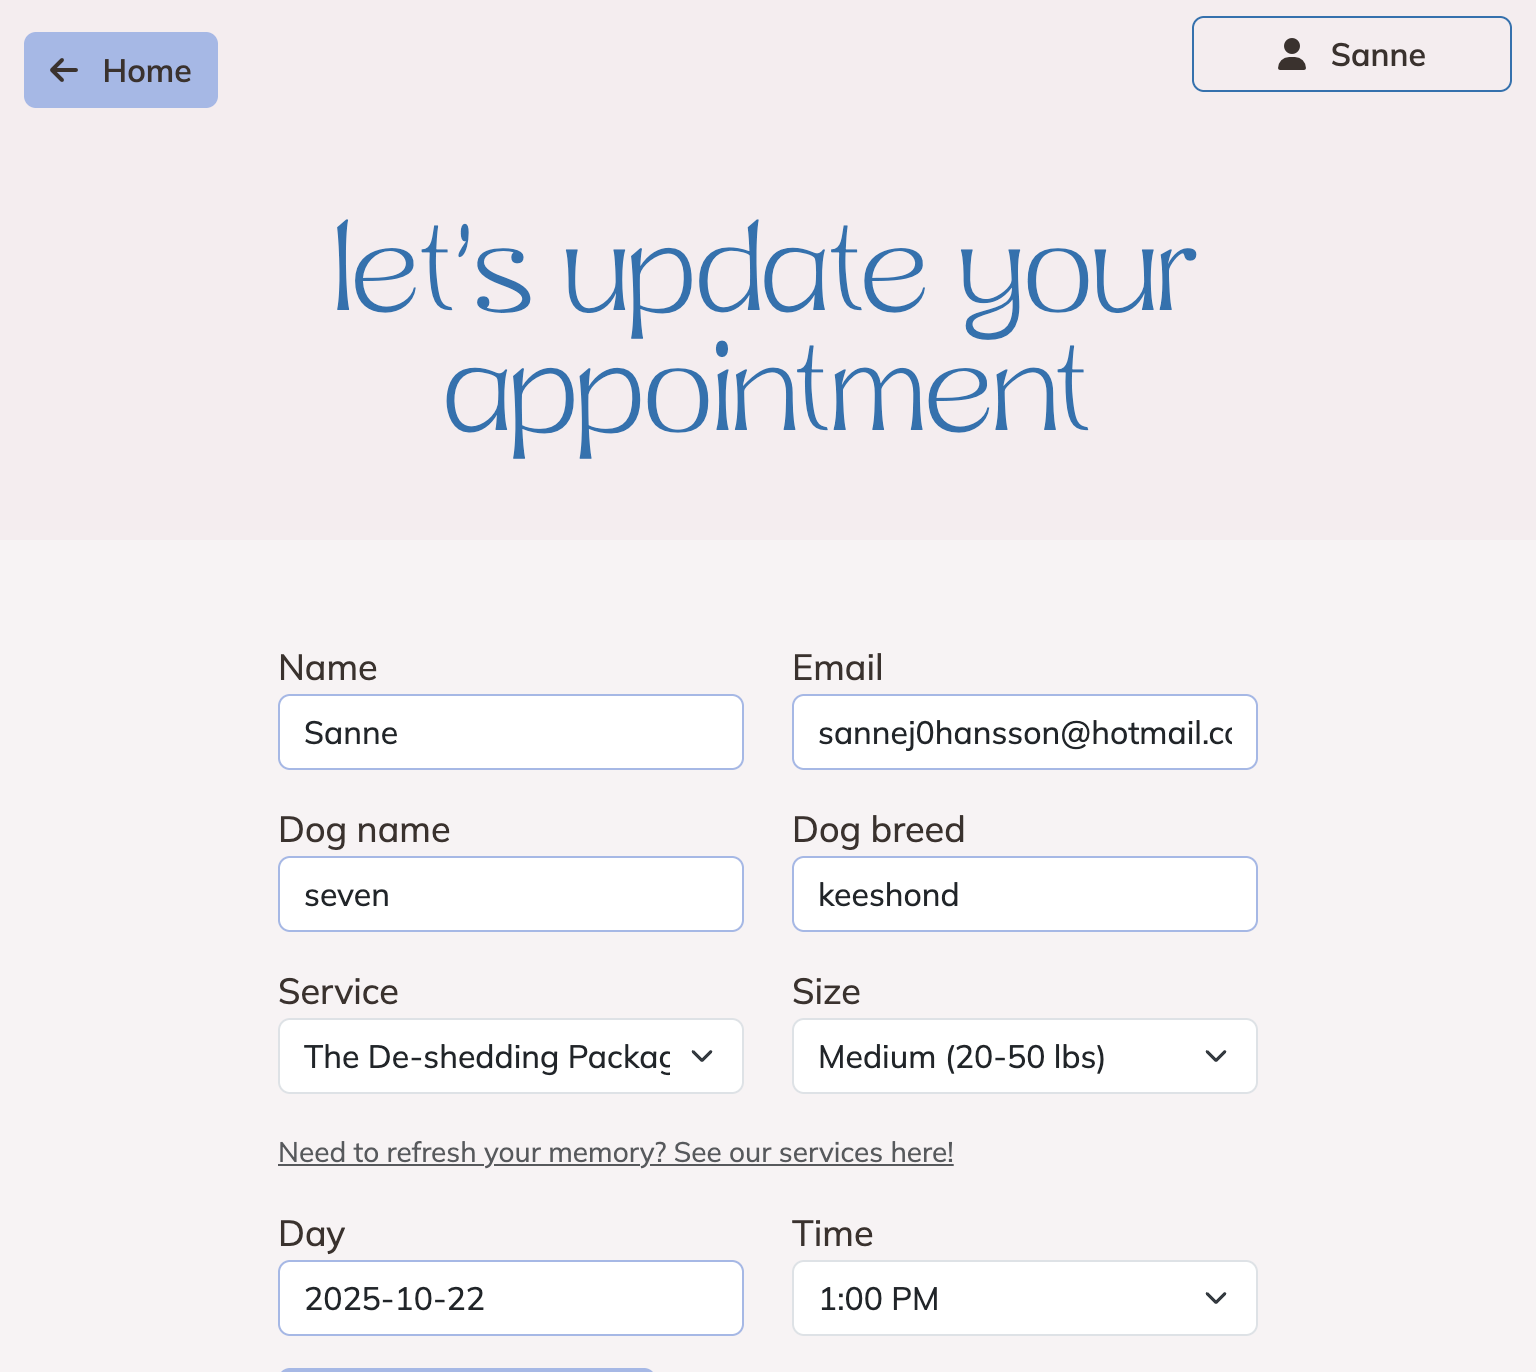 Home
Sanne
let's update your
appointment
Name
Email
Sanne
sannej0hansson@hotmail.cc
Dog name
Dog breed
seven
keeshond
Service
Size
The De-shedding Packag
Medium (20-50 lbs)
Need to refresh your memory? See our services here!
Day
Time
2025-10-22
1:00 PM